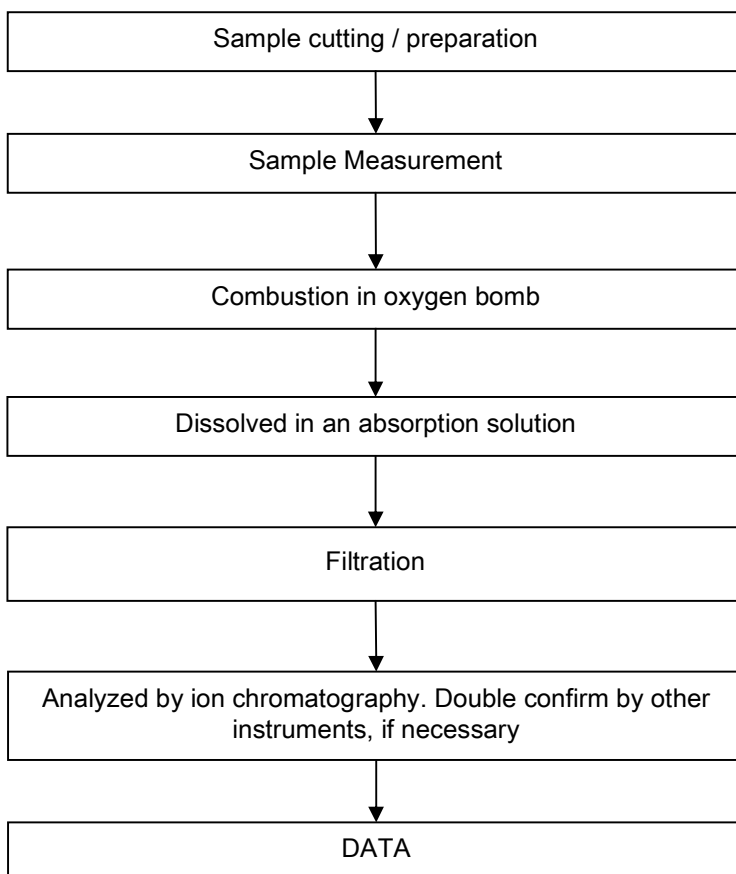 Sample cutting / preparation
Sample Measurement
Combustion in oxygen bomb
Dissolved in an absorption solution
Filtration
Analyzed by ion chromatography. Double confirm by other
instruments, if necessary
DATA